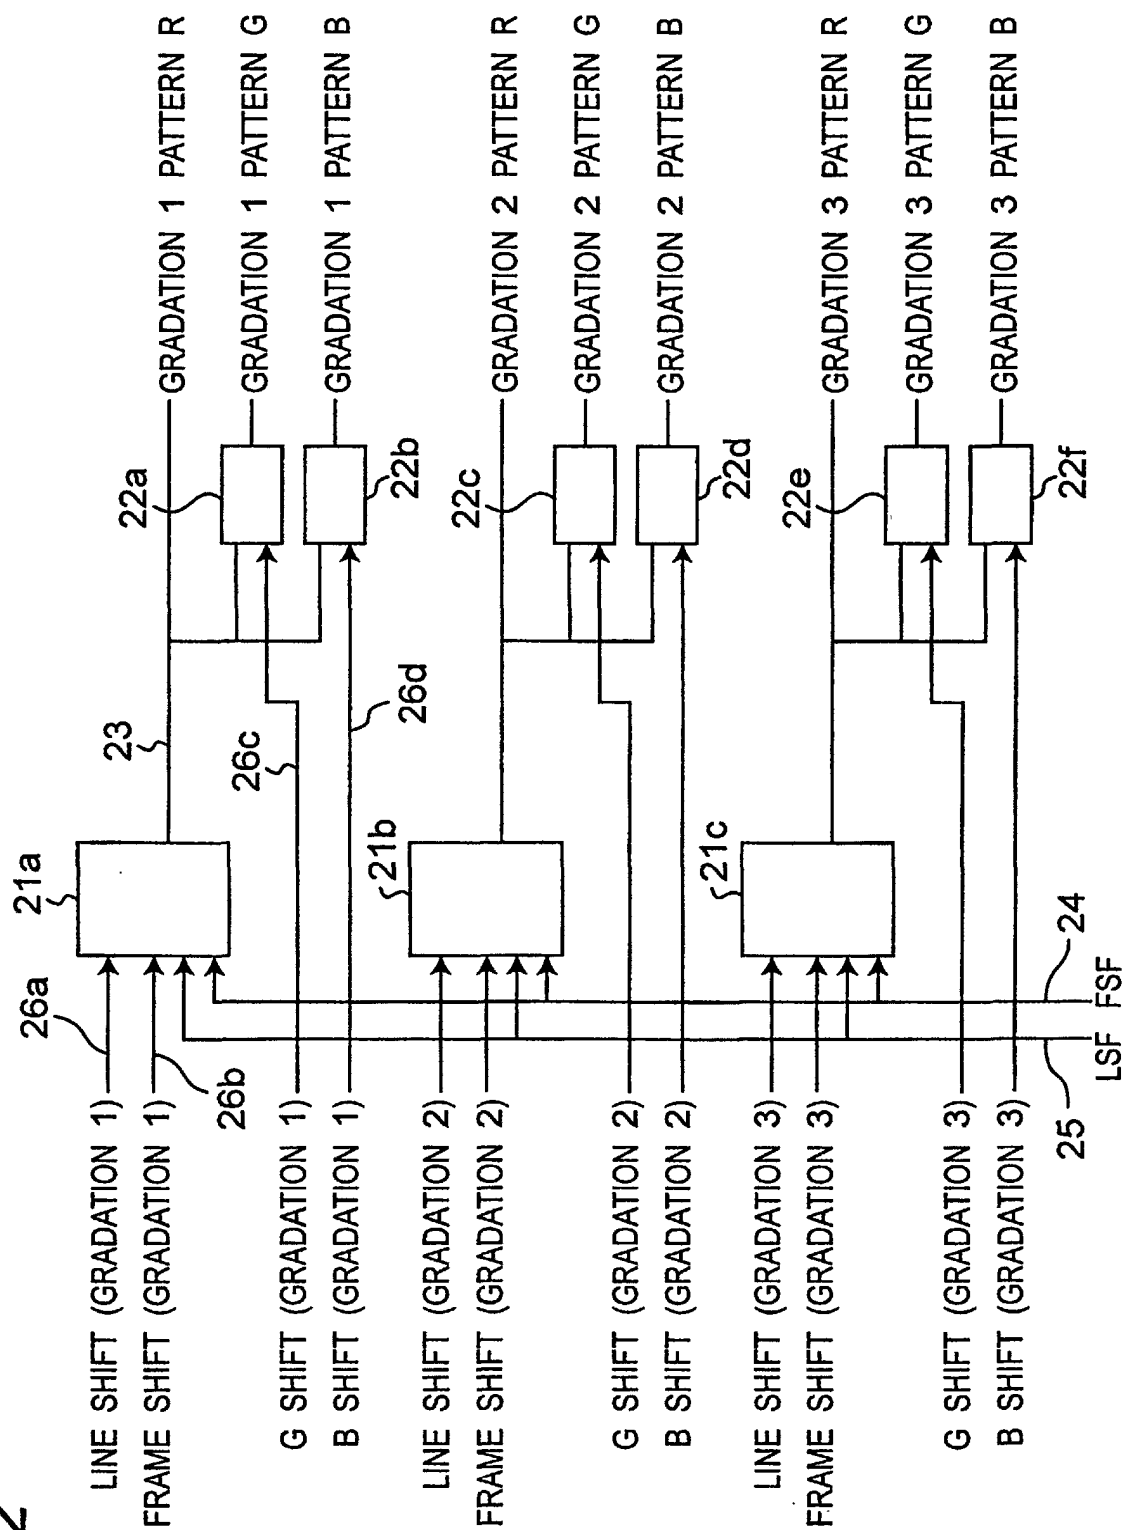 2
LINE SHIFT (GRADATION 1)
FRAME SHIFT (GRADATION 1)
G SHIFT (GRADATION 1)
B SHIFT (GRADATION 1)
LINE SHIFT (GRADATION 2)
FRAME SHIFT (GRADATION 2)
G SHIFT (GRADATION 2)
B SHIFT (GRADATION 2)
LINE SHIFT (GRADATION 3)
FRAME SHIFT (GRADATION 3)
G SHIFT (GRADATION 3)
B SHIFT (GRADATION 3)
26a
26b
21a
23
26c
26d
22a
22b
21b
22c
22d
21c
22e
22f
25
24
LSF
FSF
GRADATION 1 PATTERN R
GRADATION 1 PATTERN G
GRADATION 1 PATTERN B
GRADATION 2 PATTERN R
GRADATION 2 PATTERN G
GRADATION 2 PATTERN B
GRADATION 3 PATTERN R
GRADATION 3 PATTERN G
GRADATION 3 PATTERN B